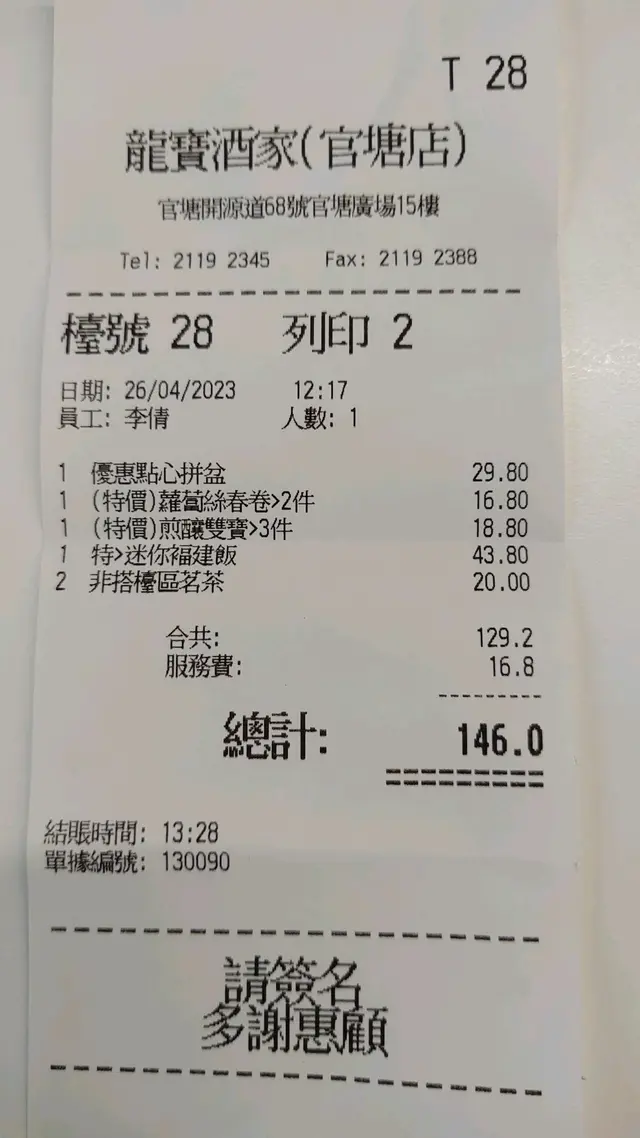 T 28
龍寶酒家(官塘店)
官塘開源道68號官塘廣場15樓
Tel: 2119 2345 Fax: 2119 2388
檯號 28 列印 2
日期: 26/04/2023 12:17
員工: 李倩 人數: 1
1 優惠點心拼盆 29.80
1 (特價)蘿蔔絲春卷>2件 16.80
1 (特價)煎釀雙寶>3件 18.80
1 特>迷你福建飯 43.80
2 非搭檯區茗茶 20.00
合共: 129.2
服務費: 16.8
總計: 146.0
結賬時間: 13:28
單據編號: 130090
請簽名
多謝惠顧